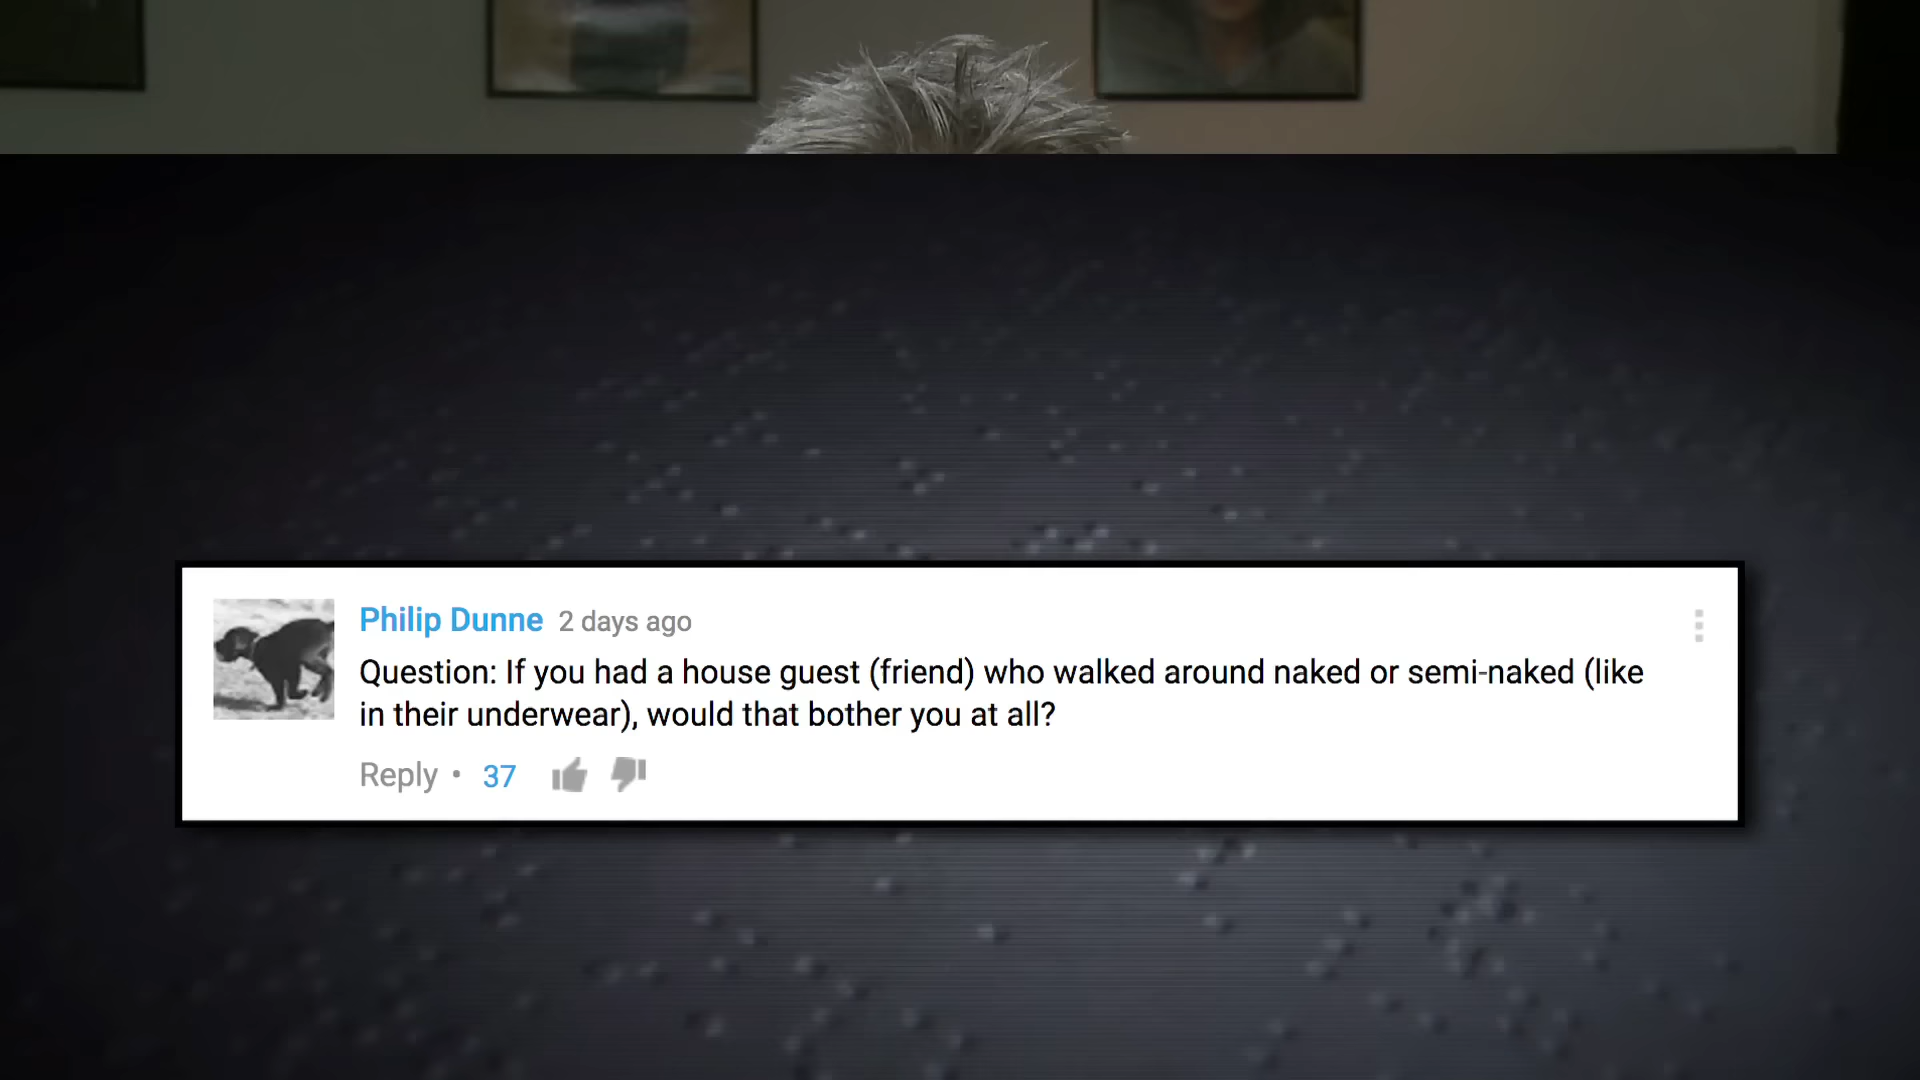 Philip Dunne 2 days ago
Question: If you had a house guest (friend) who walked around naked or semi-naked (like
in their underwear), would that bother you at all?
Reply • 37